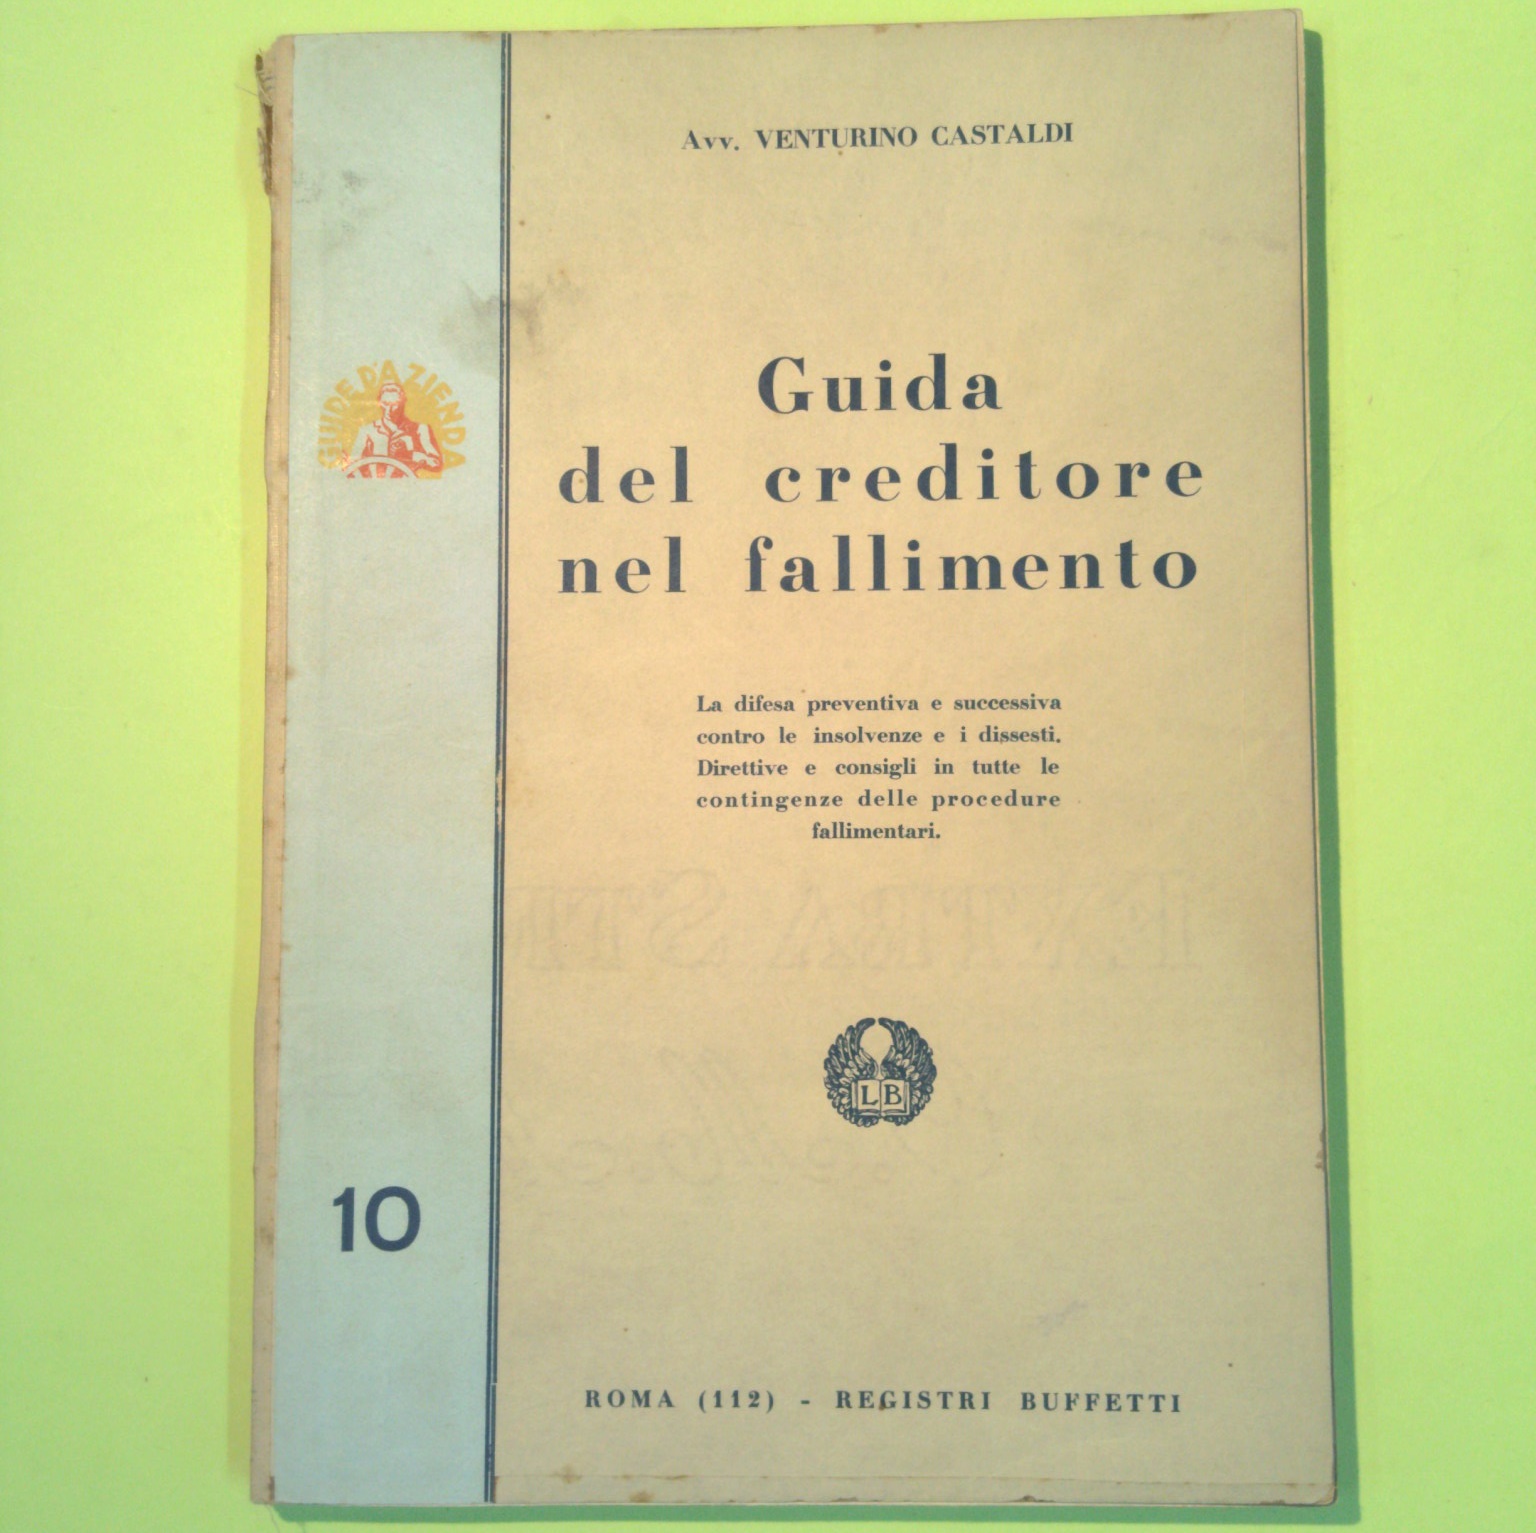 Avv. VENTURINO CASTALDI
GUIDE D'AZIENDA
Guida
del creditore
nel fallimento
La difesa preventiva e successiva
contro le insolvenze e i dissesti.
Direttive e consigli in tutte le
contingenze delle procedure
fallimentari.
LB
10
ROMA (112) - REGISTRI BUFFETTI